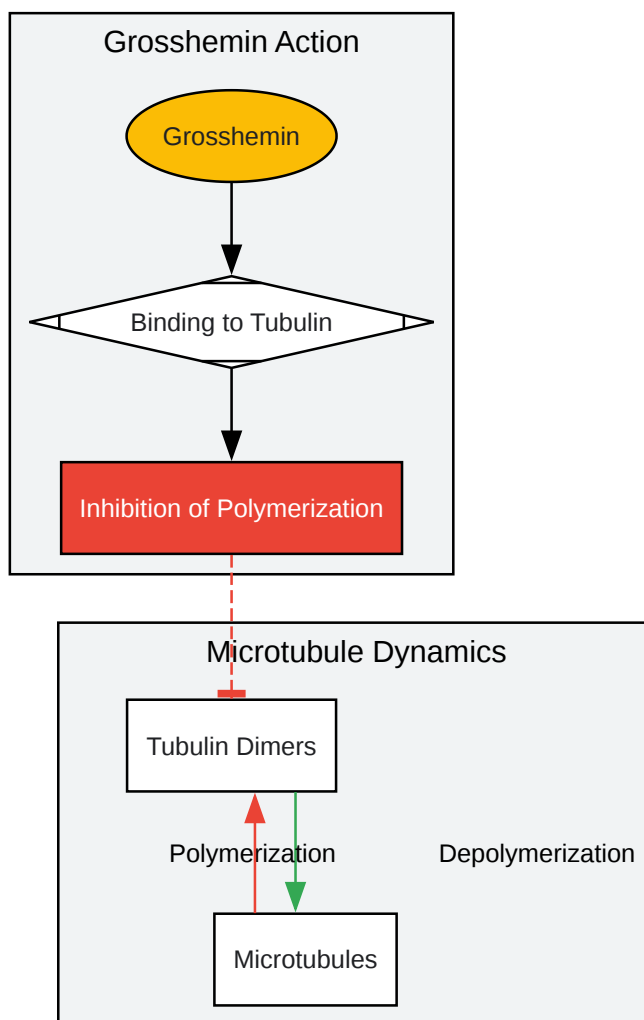 Grosshemin Action
Grosshemin
Binding to Tubulin
Inhibition of Polymerization
Microtubule Dynamics
Tubulin Dimers
Polymerization
Depolymerization
Microtubules